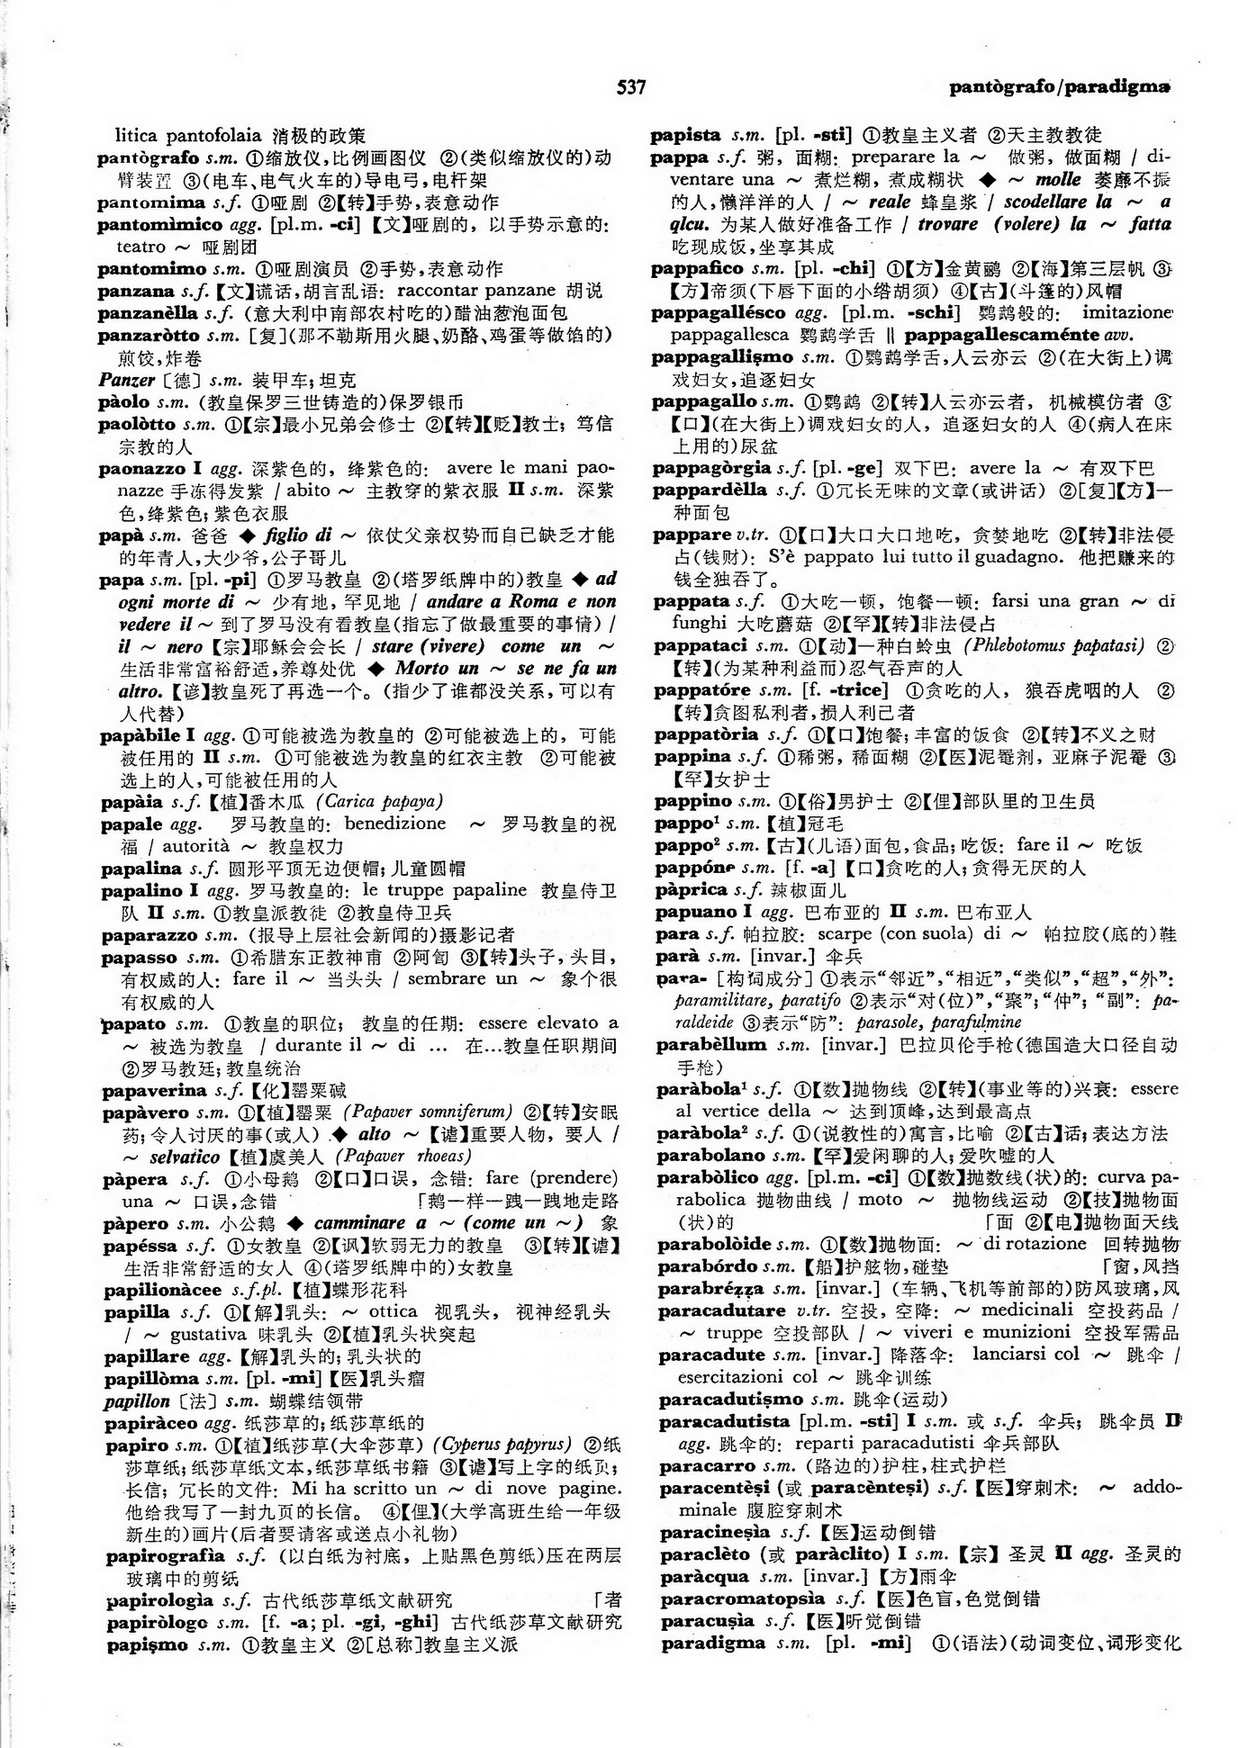 537
pantògrafo/paradigma
litica pantofolaia 消极的政策
pantògrafo s.m. ①缩放仪,比例画图仪 ②(类似缩放仪的)动
臂装置 ③(电车、电气火车的)导电弓,电杆架
pantomima s.f. ①哑剧 ②【转】手势,表意动作
pantomìmico agg. [pl.m. -ci]【文】哑剧的, 以手势示意的:
teatro ~ 哑剧团
pantomimo s.m. ①哑剧演员 ②手势,表意动作
panzana s.f.【文】谎话,胡言乱语: raccontar panzane 胡说
panzanèlla s.f. (意大利中南部农村吃的)醋油葱泡面包
panzaròtto s.m. [复](那不勒斯用火腿、奶酪、鸡蛋等做馅的)
煎饺,炸卷
Panzer〔德〕s.m. 装甲车;坦克
pàolo s.m. (教皇保罗三世铸造的)保罗银币
paolòtto s.m. ①【宗】最小兄弟会修士 ②【转】【贬】教士; 笃信
宗教的人
paonazzo I agg. 深紫色的, 绛紫色的: avere le mani pao-
nazze 手冻得发紫 / abito ~ 主教穿的紫衣服 II s.m. 深紫
色,绛紫色;紫色衣服
papà s.m. 爸爸 ◆ figlio di ~ 依仗父亲权势而自己缺乏才能
的年青人,大少爷,公子哥儿
papa s.m. [pl. -pi] ①罗马教皇 ②(塔罗纸牌中的)教皇 ◆ ad
ogni morte di ~ 少有地, 罕见地 / andare a Roma e non
vedere il ~ 到了罗马没有看教皇(指忘了做最重要的事情) /
il ~ nero【宗】耶稣会会长 / stare (vivere) come un ~
生活非常富裕舒适,养尊处优 ◆ Morto un ~ se ne fa un
altro.【谚】教皇死了再选一个。(指少了谁都没关系,可以有
人代替)
papàbile I agg. ①可能被选为教皇的 ②可能被选上的, 可能
被任用的 II s.m. ①可能被选为教皇的红衣主教 ②可能被
选上的人,可能被任用的人
papàia s.f.【植】番木瓜 (Carica papaya)
papale agg. 罗马教皇的: benedizione ~ 罗马教皇的祝
福 / autorità ~ 教皇权力
papalina s.f. 圆形平顶无边便帽;儿童圆帽
papalino I agg. 罗马教皇的: le truppe papaline 教皇侍卫
队 II s.m. ①教皇派教徒 ②教皇侍卫兵
paparazzo s.m. (报导上层社会新闻的)摄影记者
papasso s.m. ①希腊东正教神甫 ②阿訇 ③【转】头子,头目,
有权威的人: fare il ~ 当头头 / sembrare un ~ 象个很
有权威的人
papato s.m. ①教皇的职位; 教皇的任期: essere elevato a
~ 被选为教皇 / durante il ~ di ... 在...教皇任职期间
②罗马教廷;教皇统治
papaverina s.f.【化】罂粟碱
papàvero s.m. ①【植】罂粟 (Papaver somniferum) ②【转】安眠
药;令人讨厌的事(或人) ◆ alto ~【谑】重要人物, 要人 /
~ selvatico【植】虞美人 (Papaver rhoeas)
pàpera s.f. ①小母鹅 ②【口】口误, 念错: fare (prendere)
una ~ 口误,念错 「鹅一样一跩一跩地走路
pàpero s.m. 小公鹅 ◆ camminare a ~ (come un ~) 象
papéssa s.f. ①女教皇 ②【讽】软弱无力的教皇 ③【转】【谑】
生活非常舒适的女人 ④(塔罗纸牌中的)女教皇
papilionàcee s.f.pl.【植】蝶形花科
papilla s.f. ①【解】乳头: ~ ottica 视乳头, 视神经乳头
/ ~ gustativa 味乳头 ②【植】乳头状突起
papillare agg.【解】乳头的;乳头状的
papillòma s.m. [pl. -mi]【医】乳头瘤
papillon〔法〕s.m. 蝴蝶结领带
papiràceo agg. 纸莎草的;纸莎草纸的
papiro s.m. ①【植】纸莎草(大伞莎草) (Cyperus papyrus) ②纸
莎草纸;纸莎草纸文本,纸莎草纸书籍 ③【谑】写上字的纸页;
长信; 冗长的文件: Mi ha scritto un ~ di nove pagine.
他给我写了一封九页的长信。 ④【俚】(大学高班生给一年级
新生的)画片(后者要请客或送点小礼物)
papirografìa s.f. (以白纸为衬底, 上贴黑色剪纸)压在两层
玻璃中的剪纸
papirologìa s.f. 古代纸莎草纸文献研究 「者
papiròlogo s.m. [f. -a; pl. -gi, -ghi] 古代纸莎草文献研究
papiṣmo s.m. ①教皇主义 ②[总称]教皇主义派
papista s.m. [pl. -sti] ①教皇主义者 ②天主教教徒
pappa s.f. 粥, 面糊: preparare la ~ 做粥, 做面糊 / di-
ventare una ~ 煮烂糊, 煮成糊状 ◆ ~ molle 萎靡不振
的人,懒洋洋的人 / ~ reale 蜂皇浆 / scodellare la ~ a
qlcu. 为某人做好准备工作 / trovare (volere) la ~ fatta
吃现成饭,坐享其成
pappafico s.m. [pl. -chi] ①【方】金黄鹂 ②【海】第三层帆 ③
【方】帝须(下唇下面的小绺胡须) ④【古】(斗篷的)风帽
pappagallésco agg. [pl.m. -schi] 鹦鹉般的: imitazione
pappagallesca 鹦鹉学舌 ‖ pappagallescaménte avv.
pappagalliṣmo s.m. ①鹦鹉学舌,人云亦云 ②(在大街上)调
戏妇女,追逐妇女
pappagallo s.m. ①鹦鹉 ②【转】人云亦云者, 机械模仿者 ③
【口】(在大街上)调戏妇女的人, 追逐妇女的人 ④(病人在床
上用的)尿盆
pappagòrgia s.f. [pl. -ge] 双下巴: avere la ~ 有双下巴
pappardèlla s.f. ①冗长无味的文章(或讲话) ②[复]【方】一
种面包
pappare v.tr. ①【口】大口大口地吃, 贪婪地吃 ②【转】非法侵
占(钱财): S'è pappato lui tutto il guadagno. 他把赚来的
钱全独吞了。
pappata s.f. ①大吃一顿, 饱餐一顿: farsi una gran ~ di
funghi 大吃蘑菇 ②【罕】【转】非法侵占
pappataci s.m. ①【动】一种白蛉虫 (Phlebotomus papatasi) ②
【转】(为某种利益而)忍气吞声的人
pappatóre s.m. [f. -trice] ①贪吃的人, 狼吞虎咽的人 ②
【转】贪图私利者,损人利己者
pappatòria s.f. ①【口】饱餐;丰富的饭食 ②【转】不义之财
pappina s.f. ①稀粥, 稀面糊 ②【医】泥罨剂, 亚麻子泥罨 ③
【罕】女护士
pappino s.m. ①【俗】男护士 ②【俚】部队里的卫生员
pappo¹ s.m.【植】冠毛
pappo² s.m.【古】(儿语)面包,食品;吃饭: fare il ~ 吃饭
pappóne s.m. [f. -a]【口】贪吃的人;贪得无厌的人
pàprica s.f. 辣椒面儿
papuano I agg. 巴布亚的 II s.m. 巴布亚人
para s.f. 帕拉胶: scarpe (con suola) di ~ 帕拉胶(底的)鞋
parà s.m. [invar.] 伞兵
para- [构词成分] ①表示“邻近”,“相近”,“类似”,“超”,“外”:
paramilitare, paratifo ②表示“对(位)”,“聚”;“仲”; “副”: pa-
raldeide ③表示“防”: parasole, parafulmine
parabèllum s.m. [invar.] 巴拉贝伦手枪(德国造大口径自动
手枪)
paràbola¹ s.f. ①【数】抛物线 ②【转】(事业等的)兴衰: essere
al vertice della ~ 达到顶峰,达到最高点
paràbola² s.f. ①(说教性的)寓言,比喻 ②【古】话;表达方法
parabolano s.m.【罕】爱闲聊的人;爱吹嘘的人
parabòlico agg. [pl.m. -ci] ①【数】抛数线(状)的: curva pa-
rabolica 抛物曲线 / moto ~ 抛物线运动 ②【技】抛物面
(状)的 「面 ②【电】抛物面天线
parabolòide s.m. ①【数】抛物面: ~ di rotazione 回转抛物
parabórdo s.m.【船】护舷物,碰垫 「窗,风挡
parabréẓẓa s.m. [invar.] (车辆、飞机等前部的)防风玻璃,风
paracadutare v.tr. 空投, 空降: ~ medicinali 空投药品 /
~ truppe 空投部队 / ~ viveri e munizioni 空投军需品
paracadute s.m. [invar.] 降落伞: lanciarsi col ~ 跳伞 /
esercitazioni col ~ 跳伞训练
paracadutiṣmo s.m. 跳伞(运动)
paracadutista [pl.m. -sti] I s.m. 或 s.f. 伞兵; 跳伞员 II
agg. 跳伞的: reparti paracadutisti 伞兵部队
paracarro s.m. (路边的)护柱,柱式护栏
paracentèṣi (或 paracènteṣi) s.f.【医】穿刺术: ~ addo-
minale 腹腔穿刺术
paracineṣìa s.f.【医】运动倒错
paraclèto (或 paràclito) I s.m.【宗】圣灵 II agg. 圣灵的
paràcqua s.m. [invar.]【方】雨伞
paracromatopsìa s.f.【医】色盲,色觉倒错
paracuṣìa s.f.【医】听觉倒错
paradigma s.m. [pl. -mi] ①(语法)(动词变位、词形变化